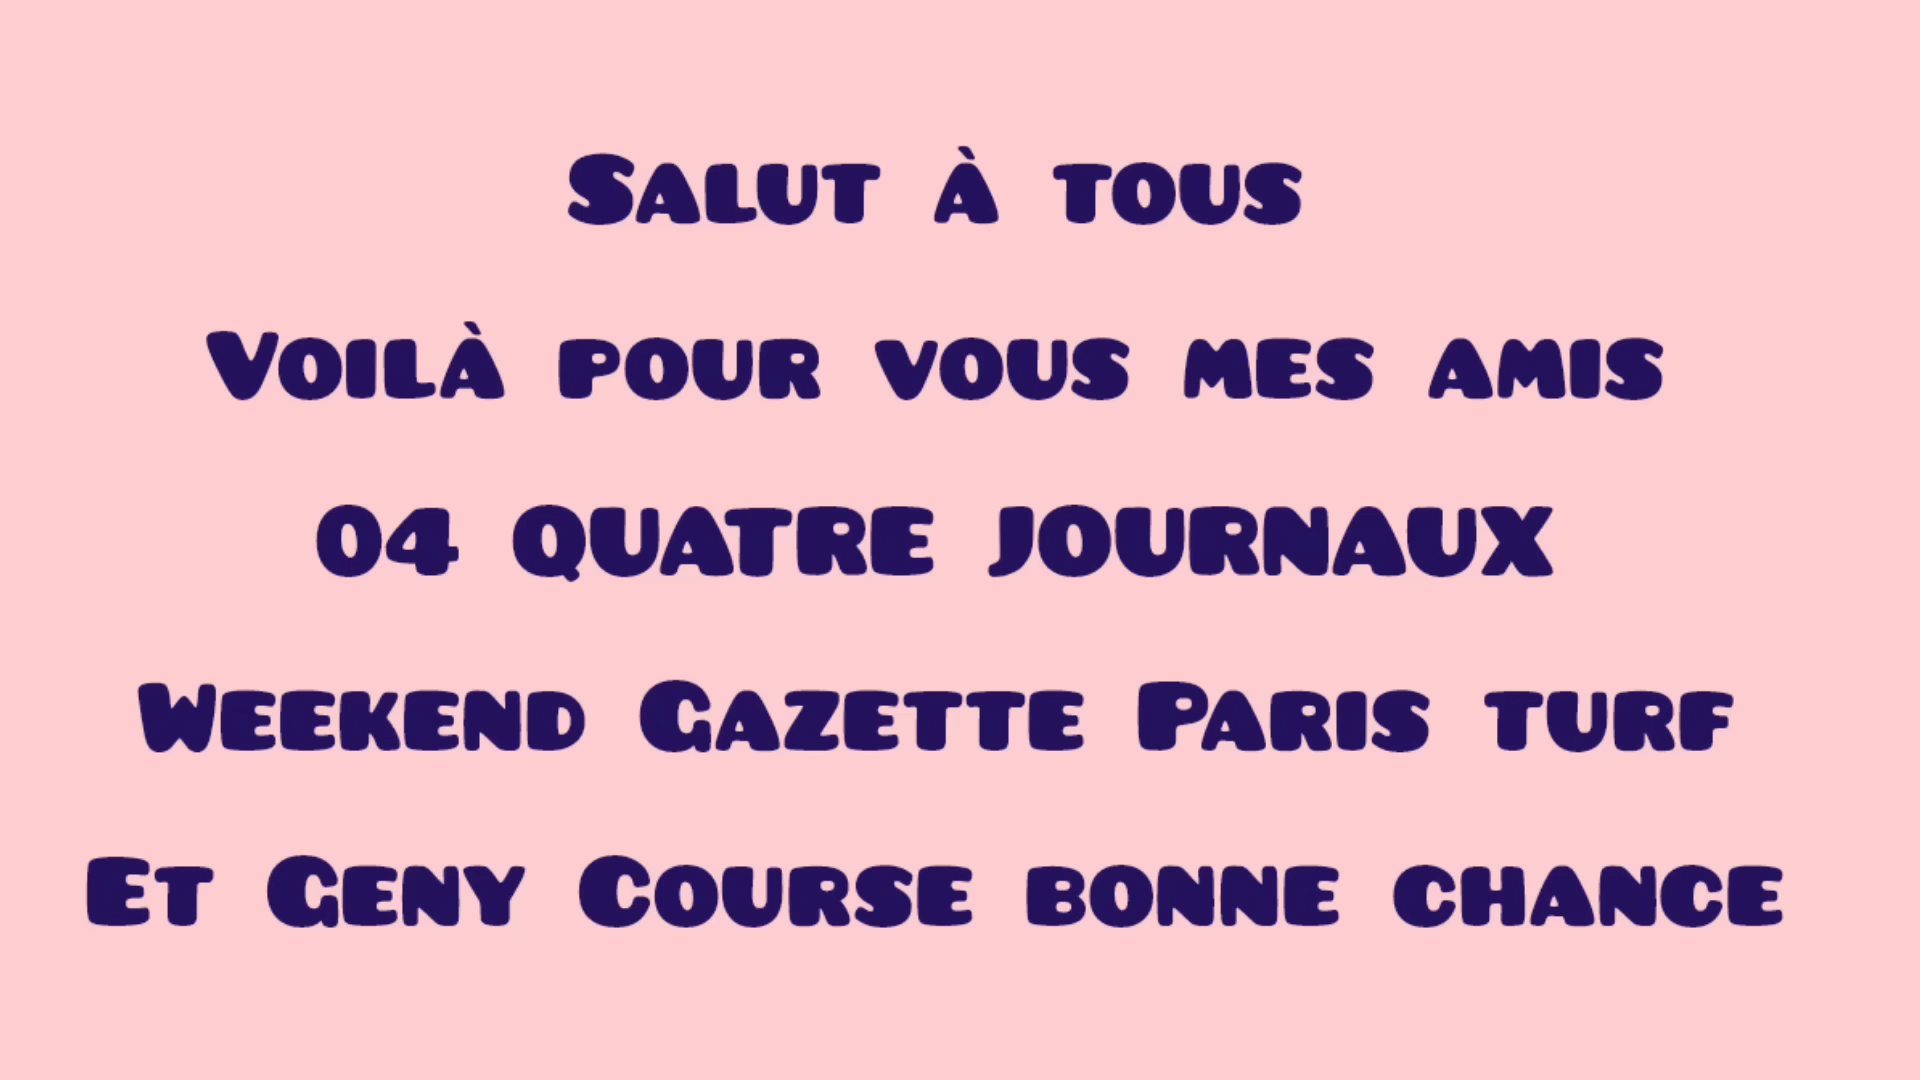 Salut à tous
Voilà pour vous mes amis
04 QUATRE JOURNAUX
Weekend Gazette Paris turf
Et Geny Course bonne chance